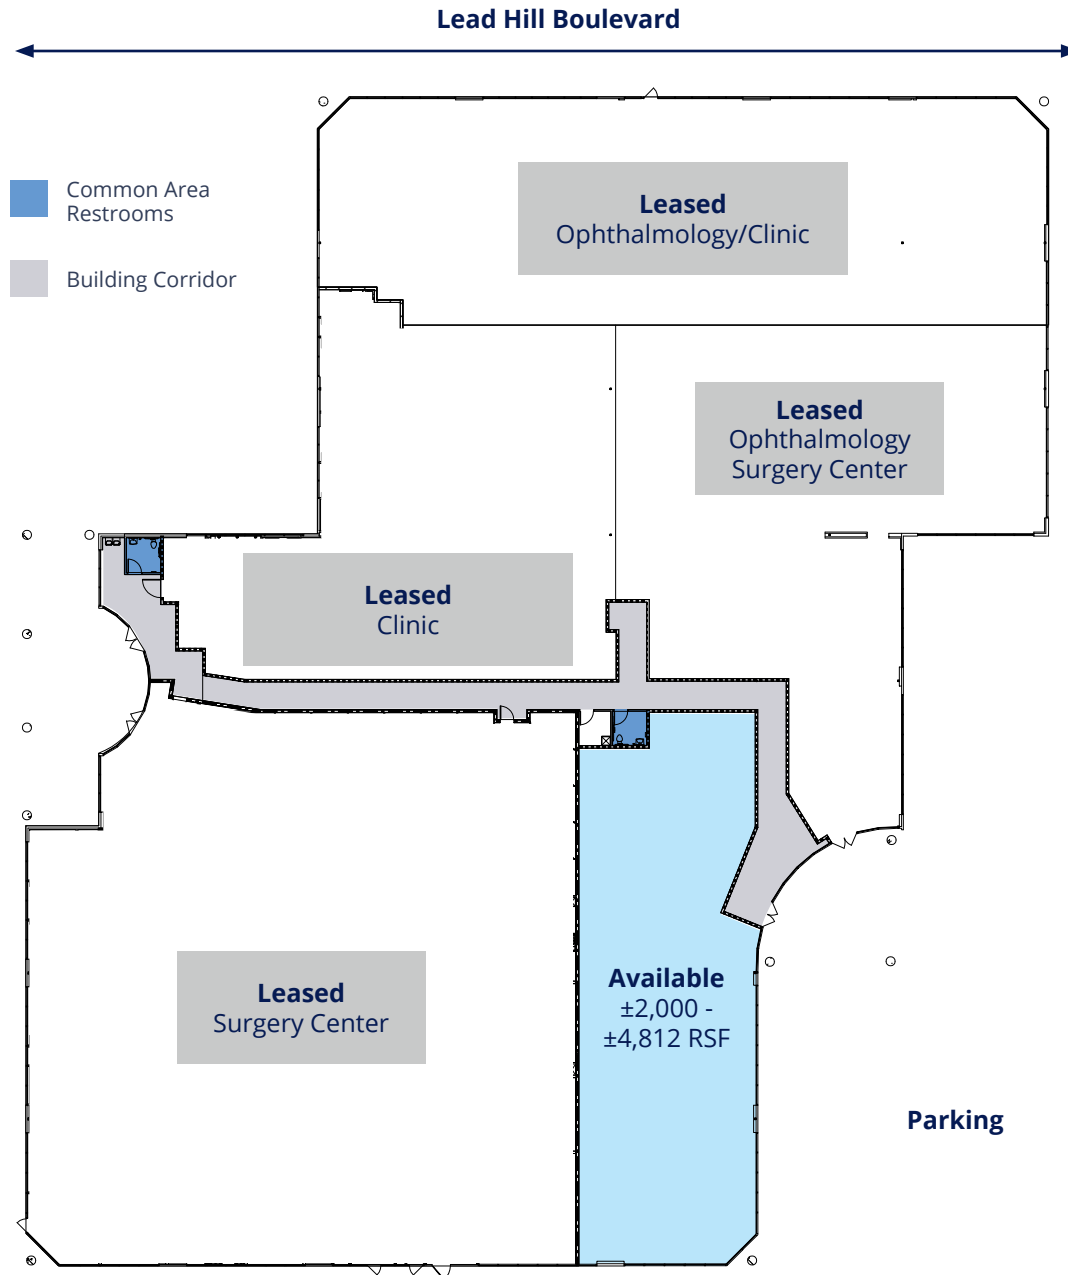 Lead Hill Boulevard
Common Area
Restrooms
Building Corridor
Leased
Ophthalmology/Clinic
Leased
Ophthalmology
Surgery Center
Leased
Clinic
Leased
Surgery Center
Available
±2,000 -
±4,812 RSF
Parking